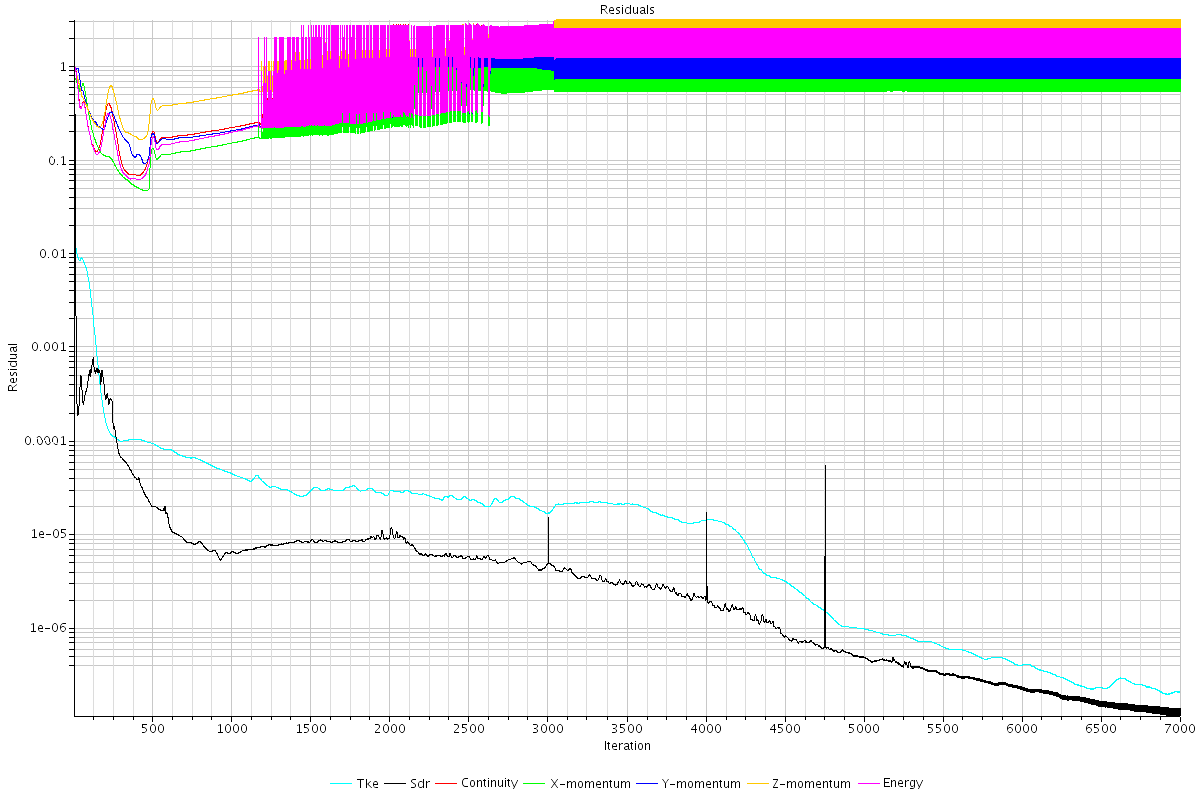 Residuals
1
0.1
0.01
0.001
0.0001
1e-05
1e-06
Residual
500 1000 1500 2000 2500 3000 3500 4000 4500 5000 5500 6000 6500 7000
Iteration
Tke Sdr Continuity X-momentum Y-momentum Z-momentum Energy